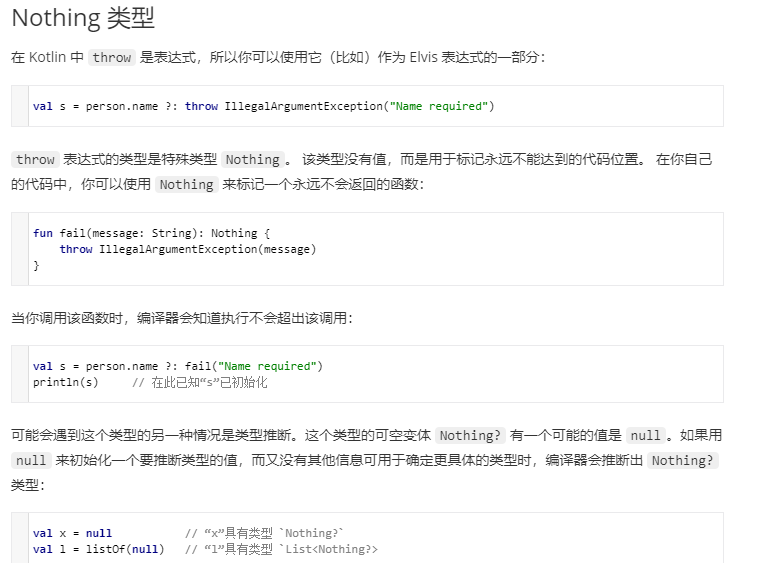 Nothing 类型
在 Kotlin 中 throw 是表达式，所以你可以使用它（比如）作为 Elvis 表达式的一部分：
val s = person.name ?: throw IllegalArgumentException("Name required")
throw 表达式的类型是特殊类型 Nothing 。 该类型没有值，而是用于标记永远不能达到的代码位置。 在你自己
的代码中，你可以使用 Nothing 来标记一个永远不会返回的函数：
fun fail(message: String): Nothing {
    throw IllegalArgumentException(message)
}
当你调用该函数时，编译器会知道执行不会超出该调用：
val s = person.name ?: fail("Name required")
println(s)     // 在此已知“s”已初始化
可能会遇到这个类型的另一种情况是类型推断。这个类型的可空变体 Nothing? 有一个可能的值是 null 。如果用
null 来初始化一个要推断类型的值，而又没有其他信息可用于确定更具体的类型时，编译器会推断出 Nothing?
类型：
val x = null           // “x”具有类型 `Nothing?`
val l = listOf(null)   // “l”具有类型 `List<Nothing?>